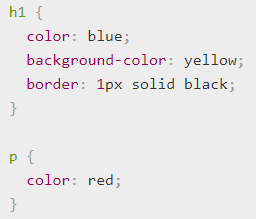 h1 {
  color: blue;
  background-color: yellow;
  border: 1px solid black;
}

p {
  color: red;
}